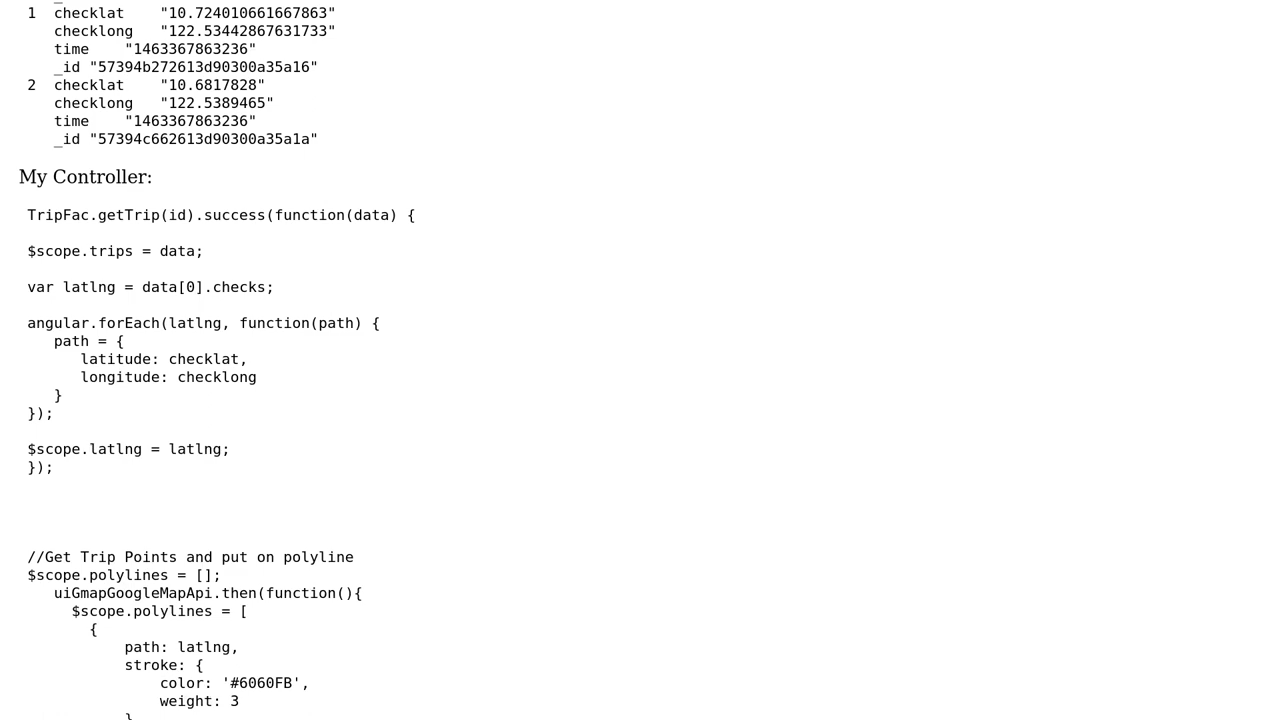 1  checklat    "10.724010661667863"
   checklong   "122.53442867631733"
   time    "1463367863236"
   _id "57394b272613d90300a35a16"
2  checklat    "10.6817828"
   checklong   "122.5389465"
   time    "1463367863236"
   _id "57394c662613d90300a35a1a"
My Controller:
TripFac.getTrip(id).success(function(data) {
$scope.trips = data;
var latlng = data[0].checks;
angular.forEach(latlng, function(path) {
   path = {
      latitude: checklat,
      longitude: checklong
   }
});
$scope.latlng = latlng;
});
//Get Trip Points and put on polyline
$scope.polylines = [];
   uiGmapGoogleMapApi.then(function(){
     $scope.polylines = [
       {
           path: latlng,
           stroke: {
               color: '#6060FB',
               weight: 3
           }